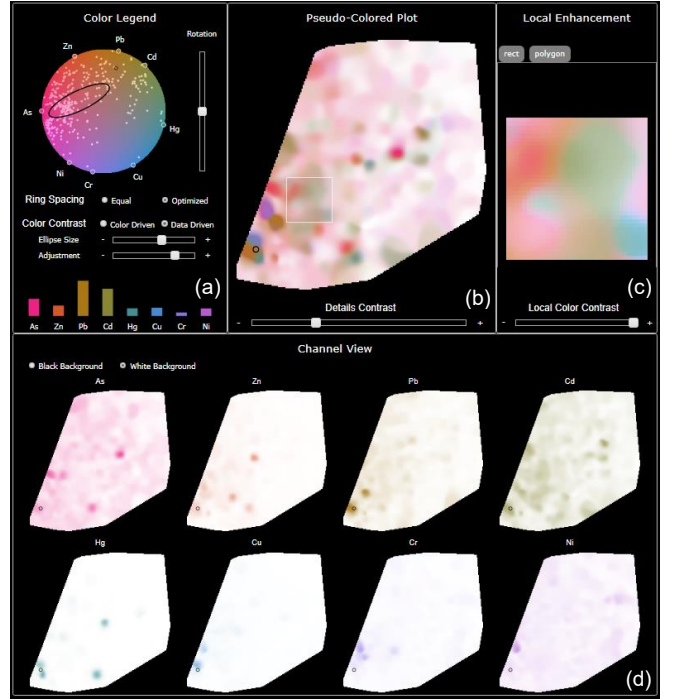 Color Legend
Rotation
Pb
Zn
Cd
As
Hg
Ni
Cr
Cu
Ring Spacing Equal Optimized
Color Contrast Color Driven Data Driven
Ellipse Size - +
Adjustment - +
(a)
As Zn Pb Cd Hg Cu Cr Ni
Pseudo-Colored Plot
(b)
Details Contrast
- +
Local Enhancement
rect polygon
(c)
Local Color Contrast
- +
Channel View
Black Background White Background
As Zn Pb Cd
Hg Cu Cr Ni
(d)